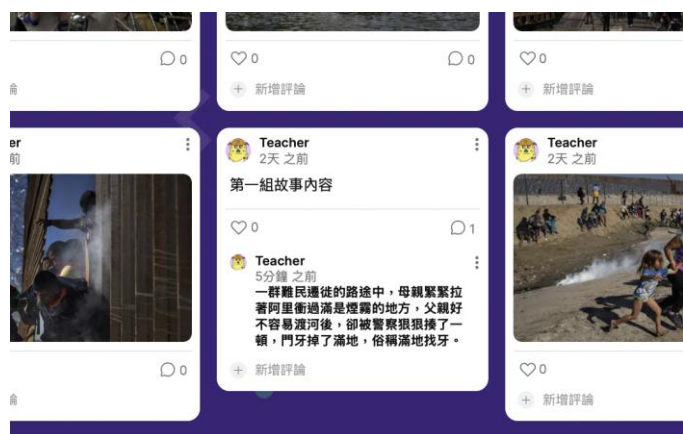 0
0
0
新增評論
新增評論
論
er
前
0
論
Teacher
2天 之前
第一組故事內容
0
1
Teacher
5分鐘 之前
一群難民遷徙的路途中，母親緊緊拉
著阿里衝過滿是煙霧的地方，父親好
不容易渡河後，卻被警察狠狠揍了一
頓，門牙掉了滿地，俗稱滿地找牙。
新增評論
Teacher
2天 之前
0
新增評論